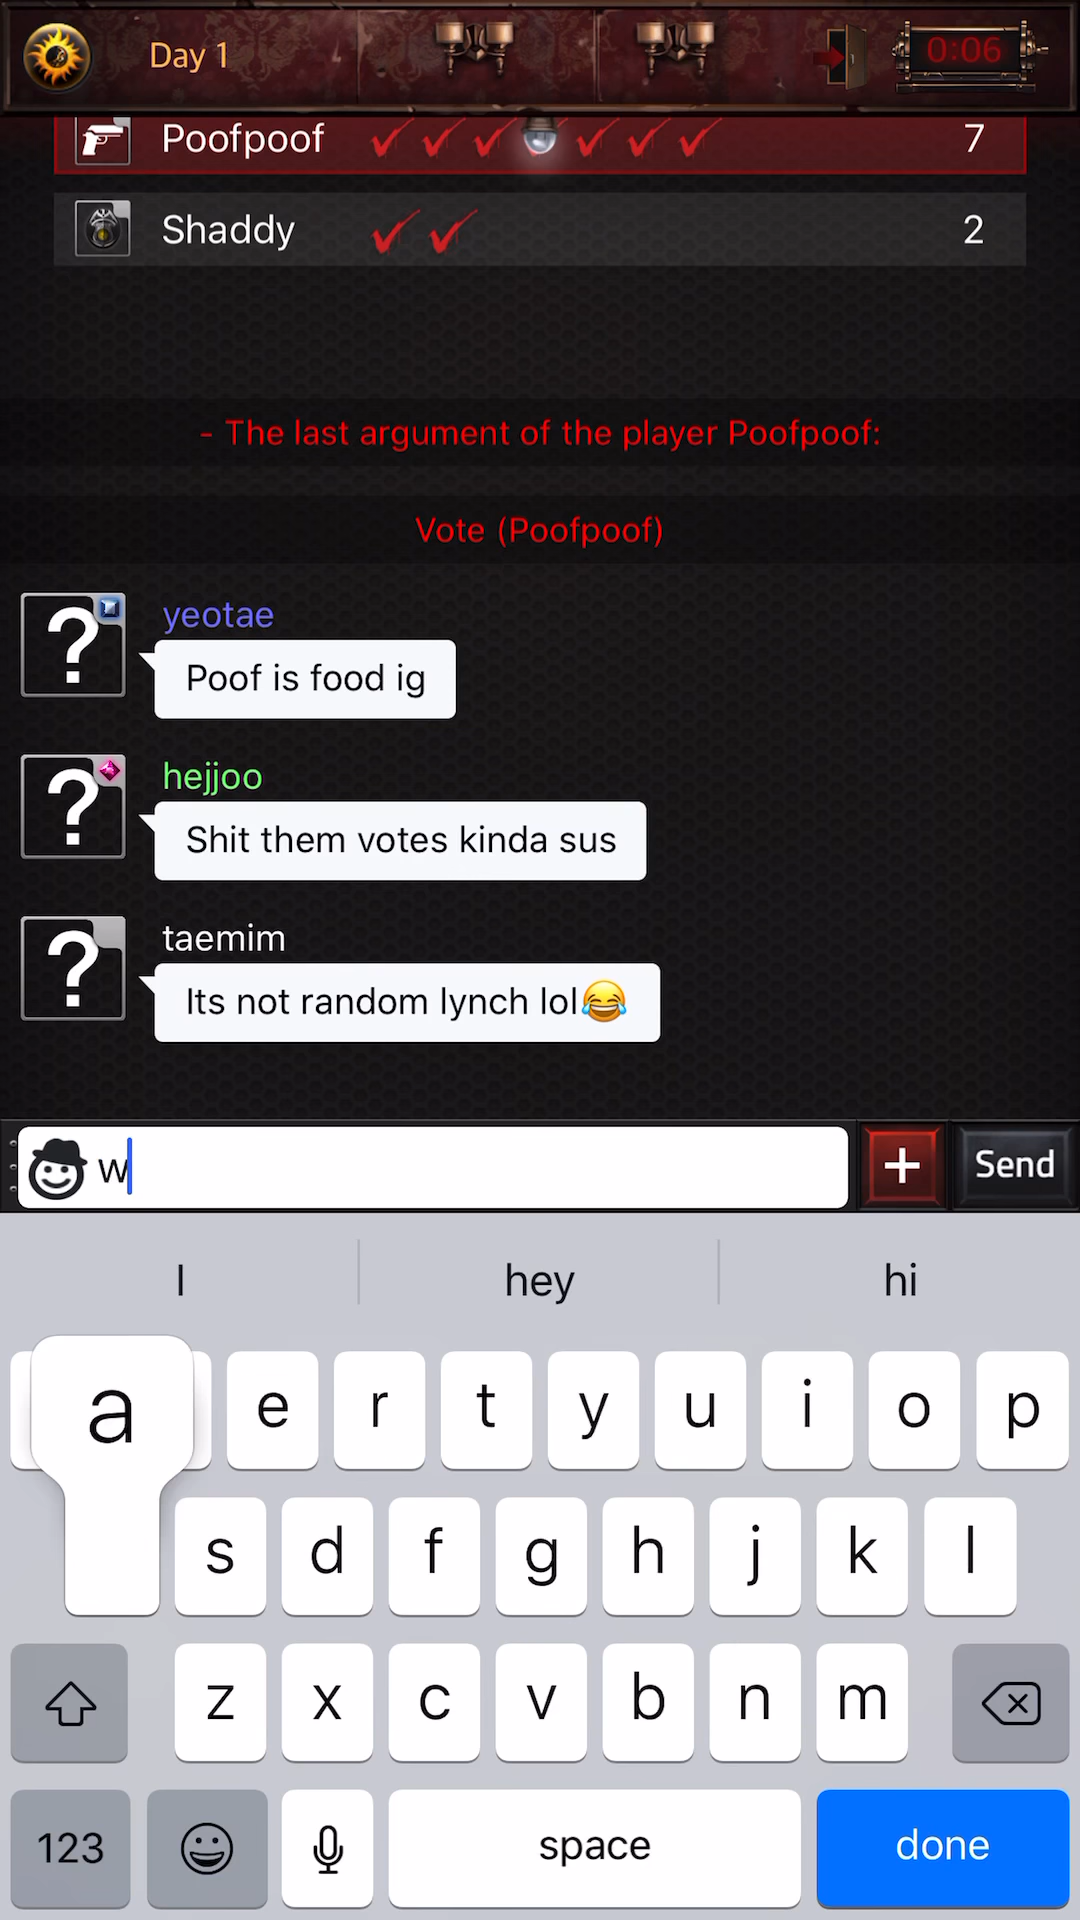 Day 1
0:06
Poofpoof 7
Shaddy 2
- The last argument of the player Poofpoof:
Vote (Poofpoof)
yeotae
Poof is food ig
hejjoo
Shit them votes kinda sus
taemim
Its not random lynch lol😂
w
+ Send
I hey hi
a e r t y u i o p
s d f g h j k l
z x c v b n m
123 space done